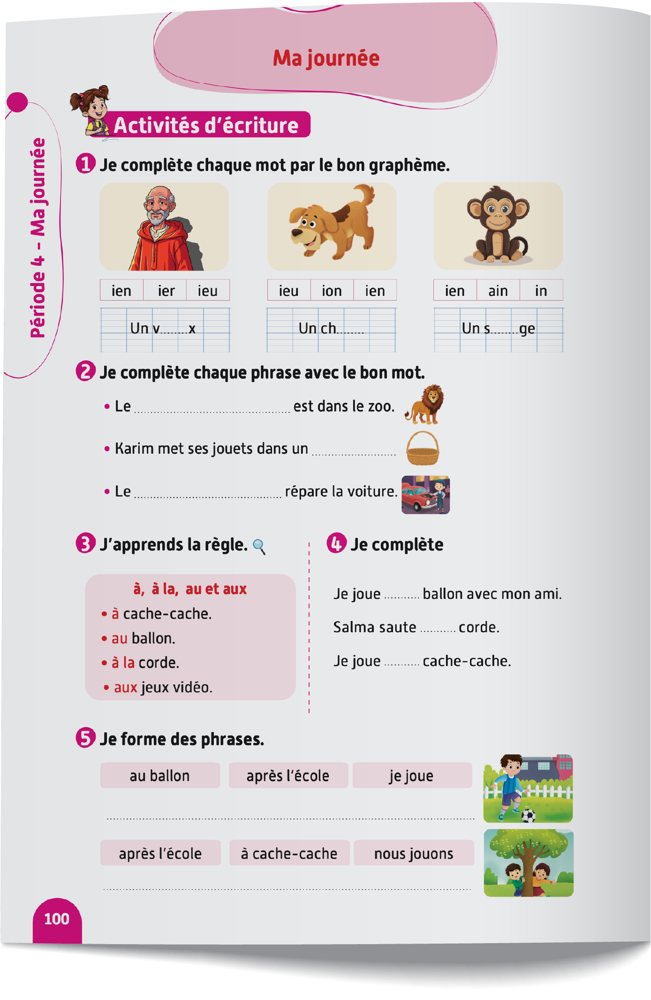 Ma journée
Période 4 - Ma journée
Activités d'écriture
1 Je complète chaque mot par le bon graphème.
ien ier ieu
ieu ion ien
ien ain in
Un v........x
Un ch........
Un s........ge
2 Je complète chaque phrase avec le bon mot.
• Le ........................................ est dans le zoo.
• Karim met ses jouets dans un ........................
• Le ........................................ répare la voiture.
3 J'apprends la règle.
à, à la, au et aux
• à cache-cache.
• au ballon.
• à la corde.
• aux jeux vidéo.
4 Je complète
Je joue ........... ballon avec mon ami.
Salma saute ........... corde.
Je joue ........... cache-cache.
5 Je forme des phrases.
au ballon après l'école je joue
après l'école à cache-cache nous jouons
100